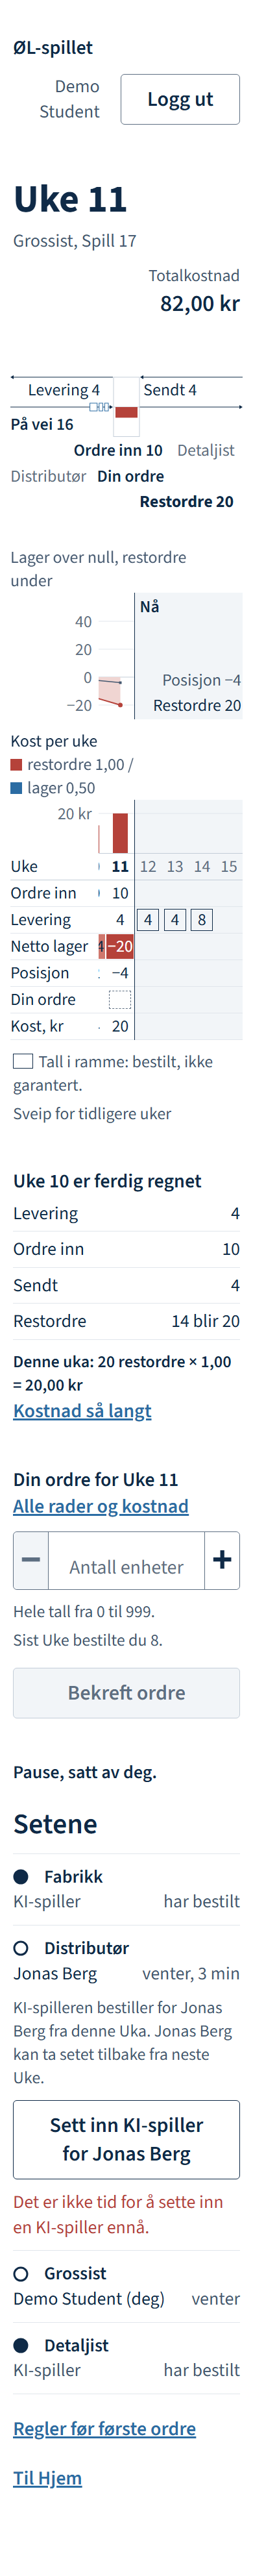 ØL-spillet
Demo
Student
Logg ut
Uke 11
Grossist, Spill 17
Totalkostnad
82,00 kr
Levering 4
Sendt 4
På vei 16
Ordre inn 10 Detaljist
Distributør Din ordre
Restordre 20
Lager over null, restordre
under
Nå
40
20
0
−20
Posisjon −4
Restordre 20
Kost per uke
restordre 1,00 /
lager 0,50
20 kr
Uke 11 12 13 14 15
Ordre inn 10
Levering 4 4 4 8
Netto lager −20
Posisjon −4
Din ordre
Kost, kr 20
Tall i ramme: bestilt, ikke
garantert.
Sveip for tidligere uker
Uke 10 er ferdig regnet
Levering 4
Ordre inn 10
Sendt 4
Restordre 14 blir 20
Denne uka: 20 restordre × 1,00
= 20,00 kr
Kostnad så langt
Din ordre for Uke 11
Alle rader og kostnad
− Antall enheter +
Hele tall fra 0 til 999.
Sist Uke bestilte du 8.
Bekreft ordre
Pause, satt av deg.
Setene
Fabrikk
KI-spiller har bestilt
Distributør
Jonas Berg venter, 3 min
KI-spilleren bestiller for Jonas
Berg fra denne Uka. Jonas Berg
kan ta setet tilbake fra neste
Uke.
Sett inn KI-spiller
for Jonas Berg
Det er ikke tid for å sette inn
en KI-spiller ennå.
Grossist
Demo Student (deg) venter
Detaljist
KI-spiller har bestilt
Regler før første ordre
Til Hjem